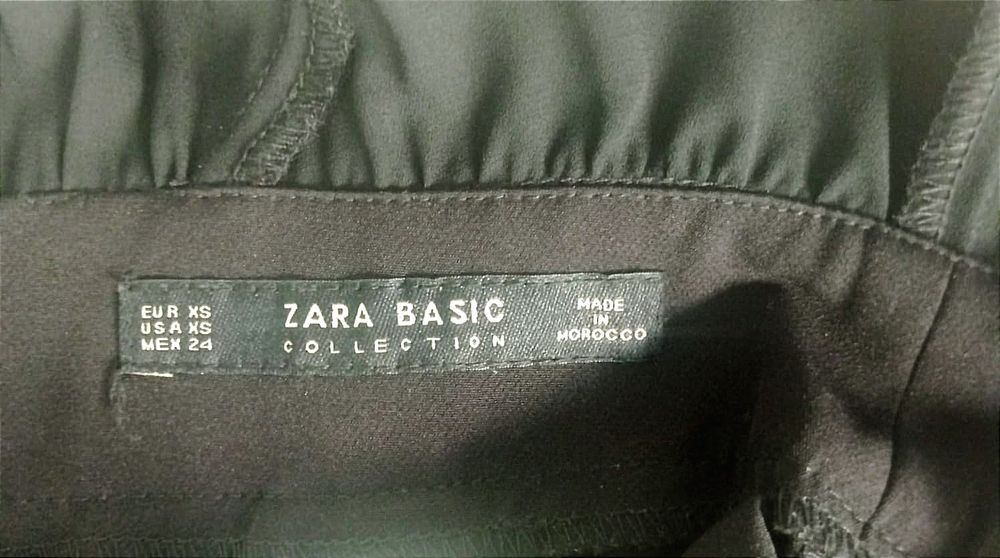 EUR XS
USA XS
MEX 24
ZARA BASIC
COLLECTION
MADE
IN
MOROCCO